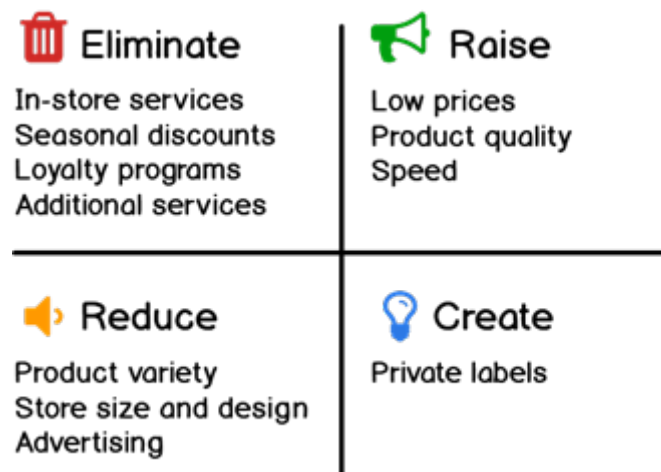 Eliminate
In-store services
Seasonal discounts
Loyalty programs
Additional services
Raise
Low prices
Product quality
Speed
Reduce
Product variety
Store size and design
Advertising
Create
Private labels